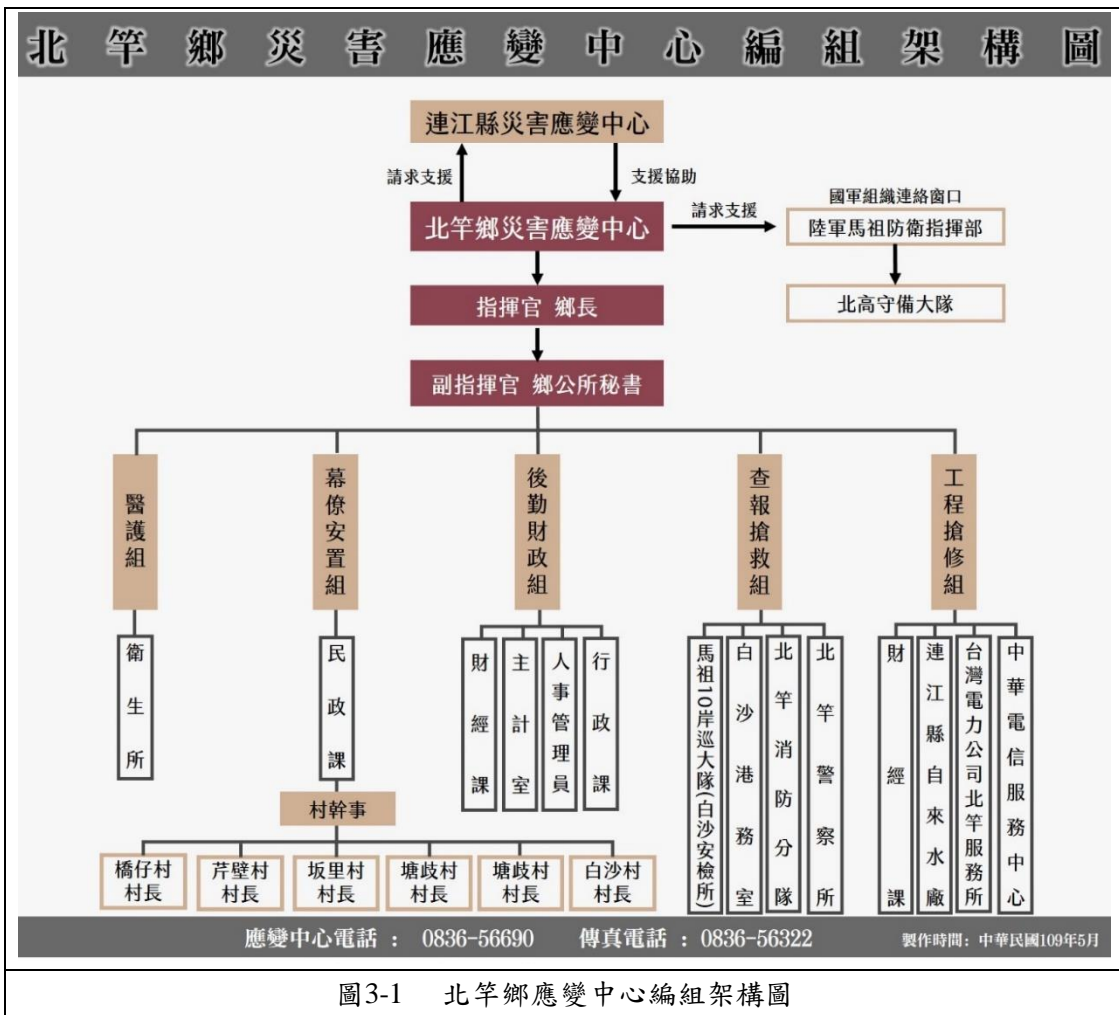 北竿鄉災害應變中心編組架構圖
連江縣災害應變中心
請求支援
支援協助
國軍組織連絡窗口
北竿鄉災害應變中心
請求支援
陸軍馬祖防衛指揮部
指揮官 鄉長
北高守備大隊
副指揮官 鄉公所秘書
醫護組
幕僚安置組
後勤財政組
查報搶救組
工程搶修組
衛生所
民政課
財經課
主計室
人事管理員
行政課
馬祖10岸巡大隊(白沙安檢所)
白沙港務室
北竿消防分隊
北竿警察所
財經課
連江縣自來水廠
台灣電力公司北竿服務所
中華電信服務中心
村幹事
橋仔村
村長
芹壁村
村長
坂里村
村長
塘歧村
村長
塘歧村
村長
白沙村
村長
應變中心電話 : 0836-56690 傳真電話 : 0836-56322 製作時間: 中華民國109年5月
圖3-1 北竿鄉應變中心編組架構圖